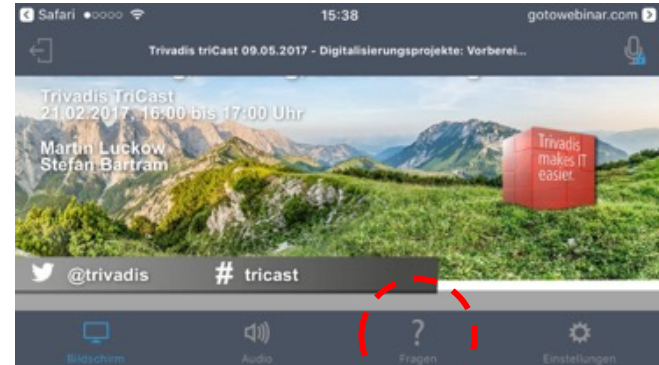 Safari 15:38 gotowebinar.com
Trivadis triCast 09.05.2017 - Digitalisierungsprojekte: Vorberei...
Trivadis TriCast
21.02.2017, 16:00 bis 17:00 Uhr
Martin Luckow
Stefan Bartram
Trivadis
makes IT
easier.
@trivadis # tricast
Bildschirm Audio ? Fragen Einstellungen